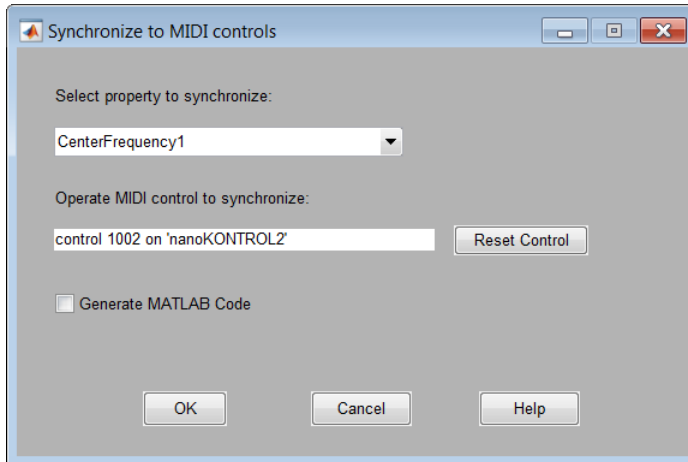 Synchronize to MIDI controls
Select property to synchronize:
CenterFrequency1
Operate MIDI control to synchronize:
control 1002 on 'nanoKONTROL2'
Reset Control
Generate MATLAB Code
OK
Cancel
Help